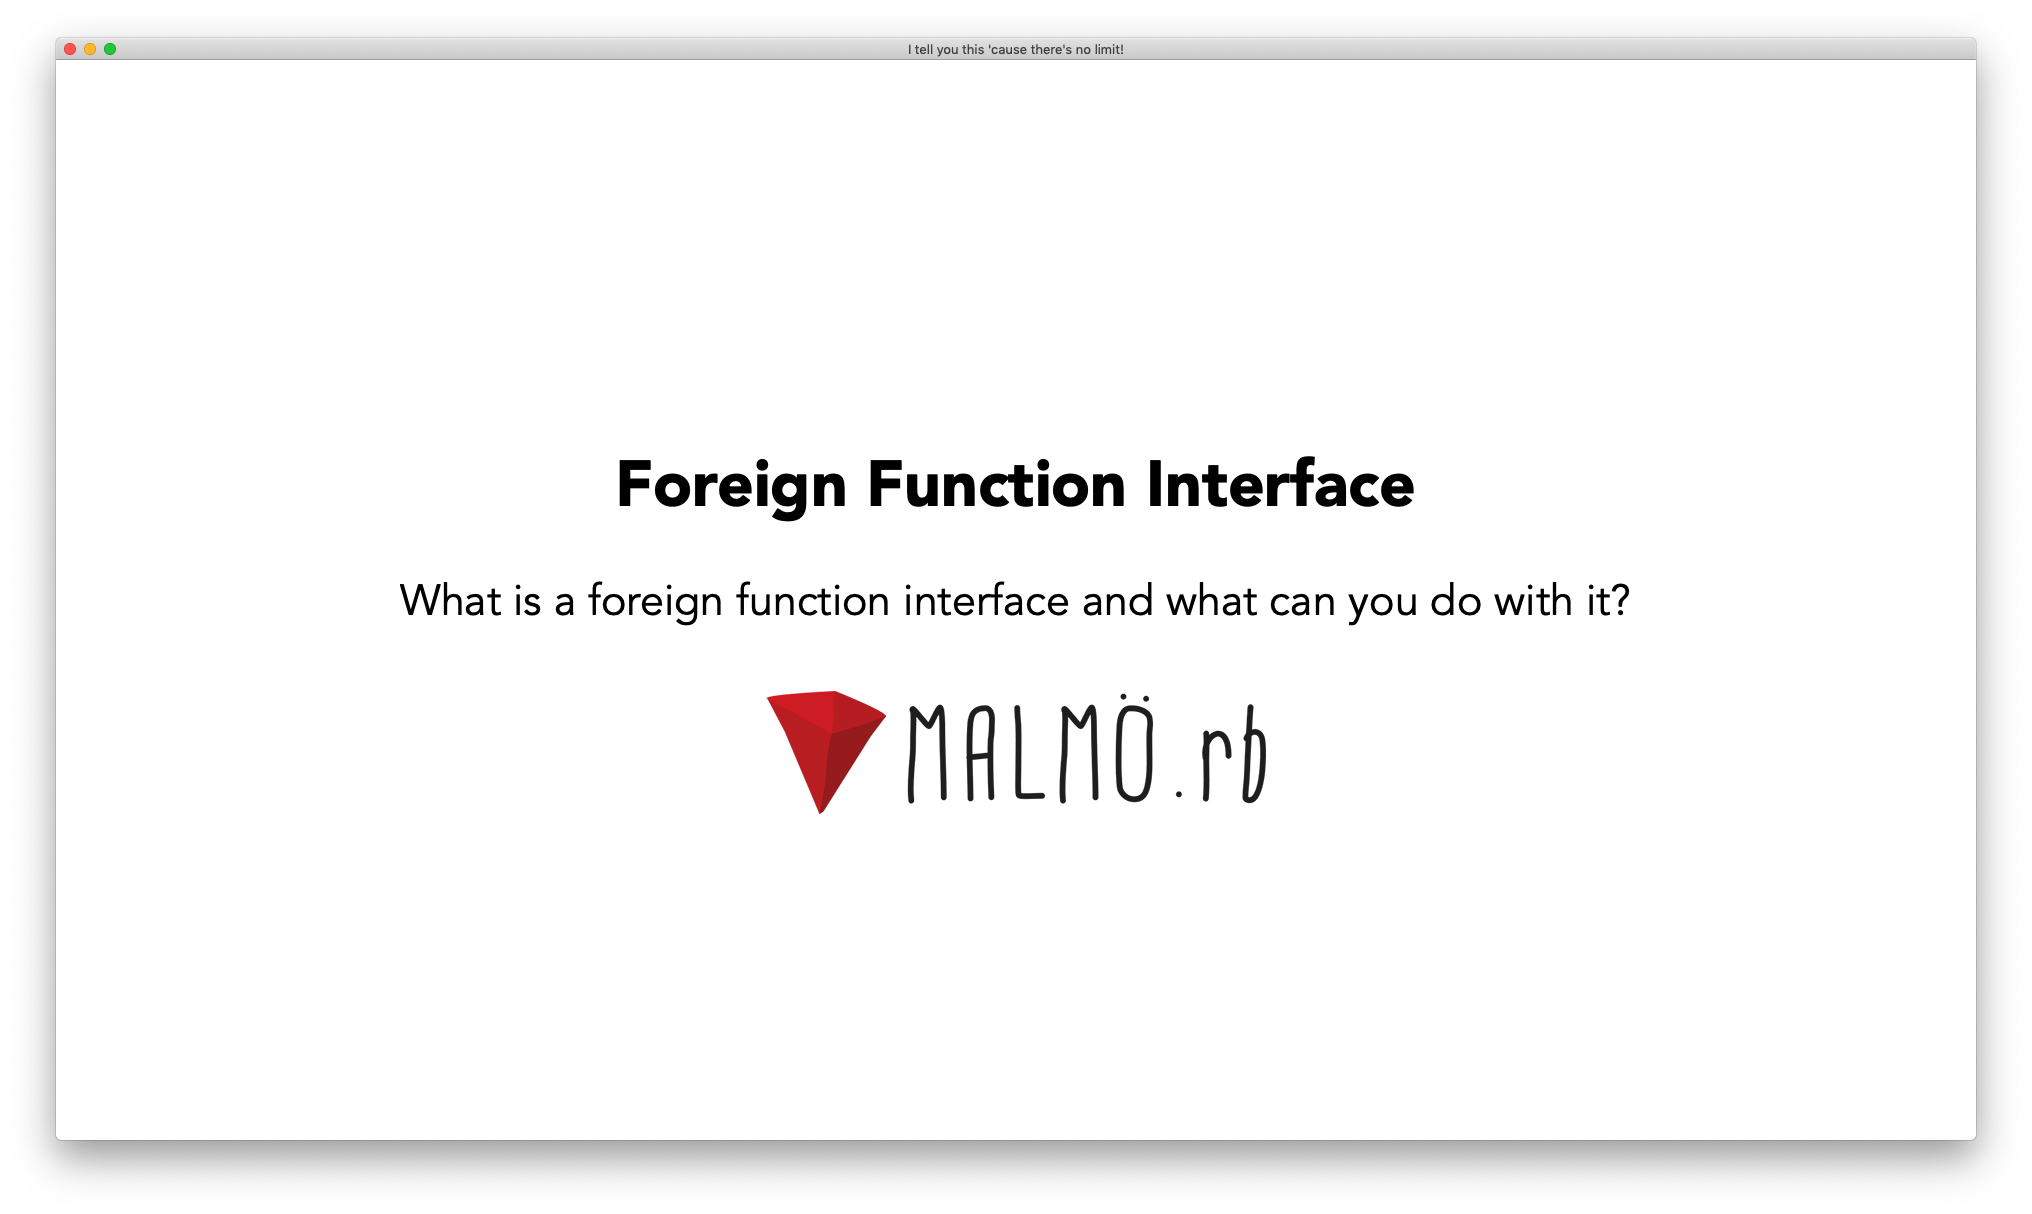 I tell you this 'cause there's no limit!
Foreign Function Interface
What is a foreign function interface and what can you do with it?
MALMÖ.rb